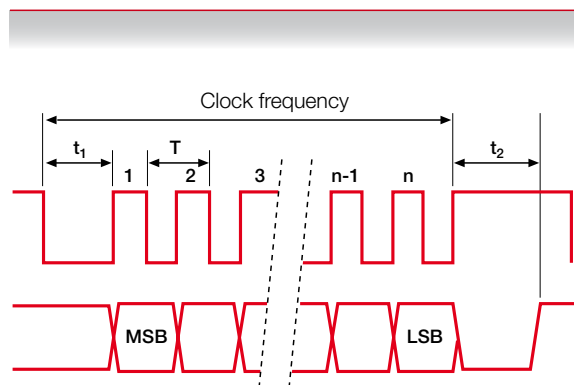 Clock frequency
t₁ T t₂
1 2 3 n-1 n
MSB LSB